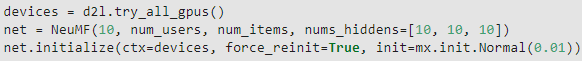 devices = d2l.try_all_gpus()
net = NeuMF(10, num_users, num_items, nums_hiddens=[10, 10, 10])
net.initialize(ctx=devices, force_reinit=True, init=mx.init.Normal(0.01))